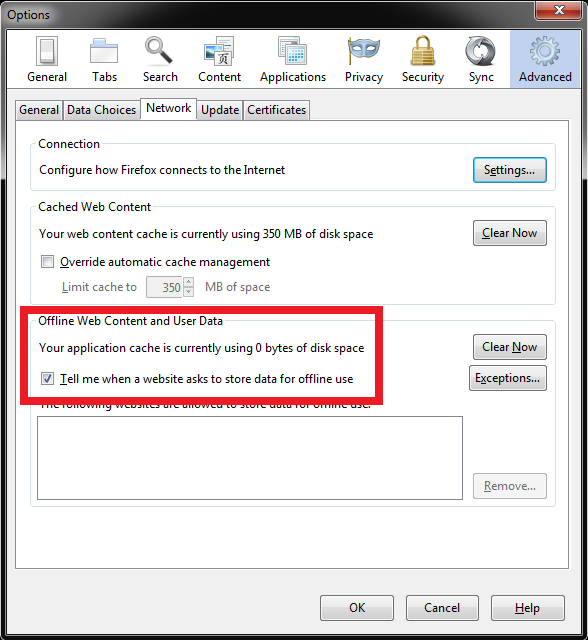 Options
General Tabs Search Content Applications Privacy Security Sync Advanced
General Data Choices Network Update Certificates
Connection
Configure how Firefox connects to the Internet Settings...
Cached Web Content
Your web content cache is currently using 350 MB of disk space Clear Now
Override automatic cache management
Limit cache to 350 MB of space
Offline Web Content and User Data
Your application cache is currently using 0 bytes of disk space Clear Now
Tell me when a website asks to store data for offline use Exceptions...
The following websites are allowed to store data for offline use:
Remove...
OK Cancel Help